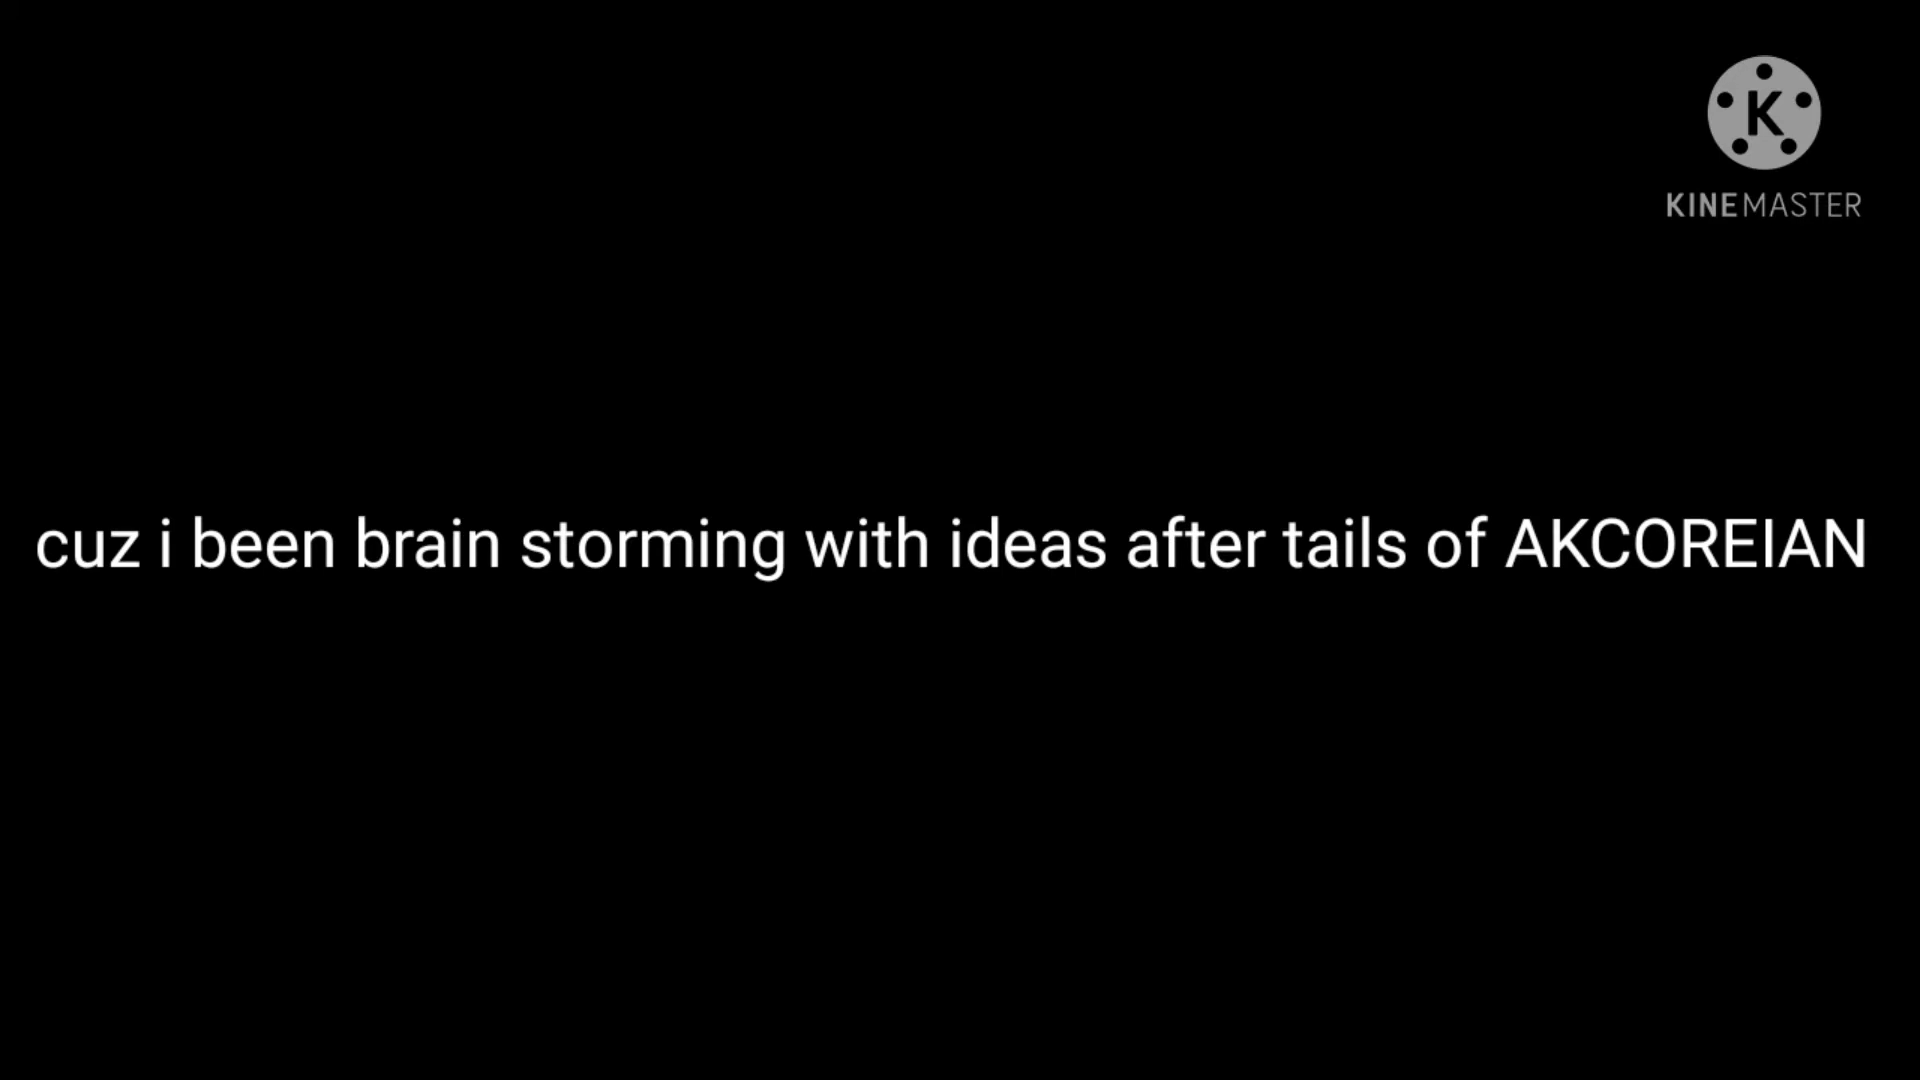 K
KINEMASTER
cuz i been brain storming with ideas after tails of AKCOREIAN